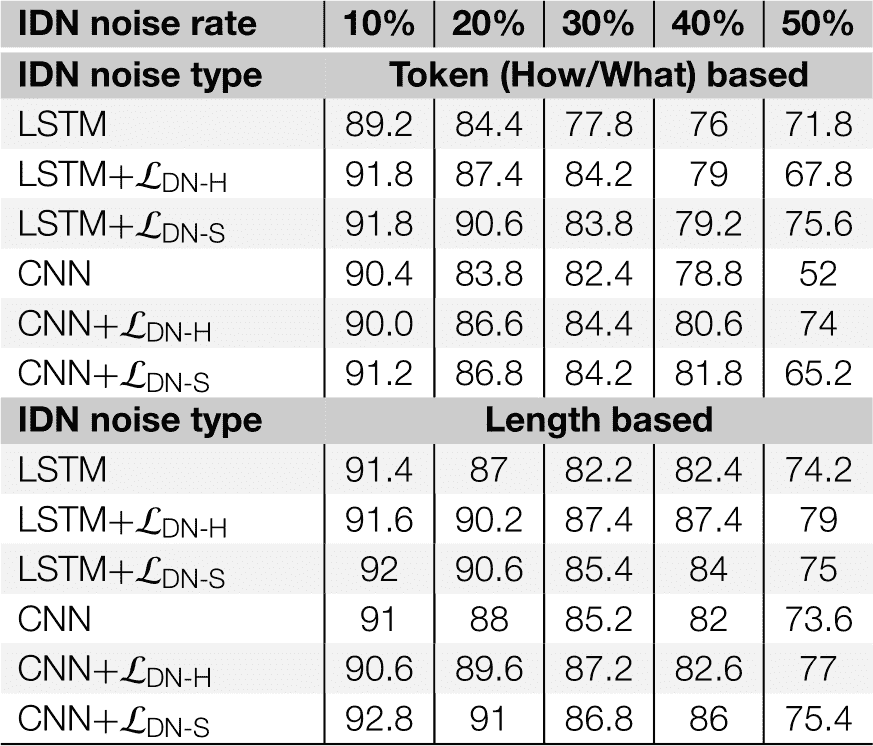 IDN noise rate 10% 20% 30% 40% 50%
IDN noise type Token (How/What) based
LSTM 89.2 84.4 77.8 76 71.8
LSTM+ℒDN-H 91.8 87.4 84.2 79 67.8
LSTM+ℒDN-S 91.8 90.6 83.8 79.2 75.6
CNN 90.4 83.8 82.4 78.8 52
CNN+ℒDN-H 90.0 86.6 84.4 80.6 74
CNN+ℒDN-S 91.2 86.8 84.2 81.8 65.2
IDN noise type Length based
LSTM 91.4 87 82.2 82.4 74.2
LSTM+ℒDN-H 91.6 90.2 87.4 87.4 79
LSTM+ℒDN-S 92 90.6 85.4 84 75
CNN 91 88 85.2 82 73.6
CNN+ℒDN-H 90.6 89.6 87.2 82.6 77
CNN+ℒDN-S 92.8 91 86.8 86 75.4